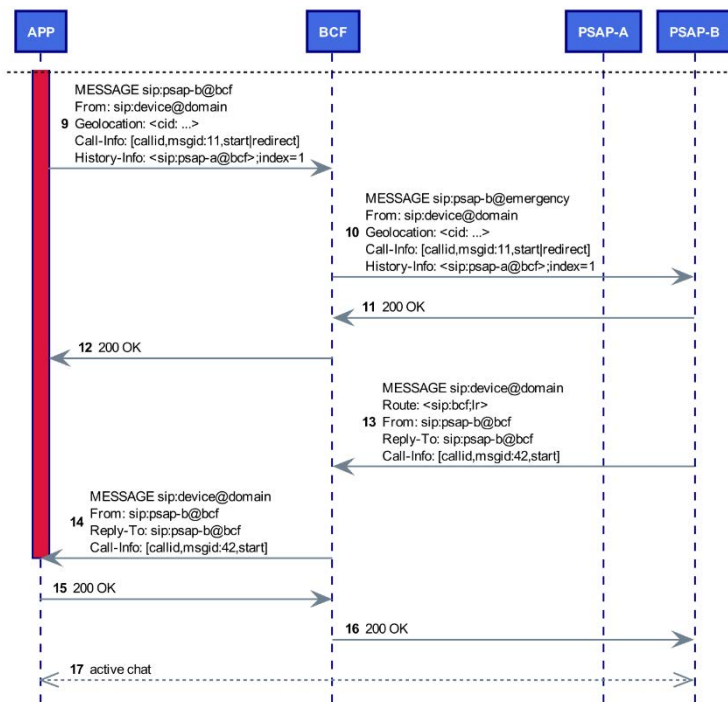 APP BCF PSAP-A PSAP-B
MESSAGE sip:psap-b@bcf
From: sip:device@domain
9 Geolocation: <cid: ...>
Call-Info: [callid,msgid:11,start|redirect]
History-Info: <sip:psap-a@bcf>;index=1
MESSAGE sip:psap-b@emergency
From: sip:device@domain
10 Geolocation: <cid: ...>
Call-Info: [callid,msgid:11,start|redirect]
History-Info: <sip:psap-a@bcf>;index=1
11 200 OK
12 200 OK
MESSAGE sip:device@domain
Route: <sip:bcf;lr>
13 From: sip:psap-b@bcf
Reply-To: sip:psap-b@bcf
Call-Info: [callid,msgid:42,start]
MESSAGE sip:device@domain
From: sip:psap-b@bcf
14 Reply-To: sip:psap-b@bcf
Call-Info: [callid,msgid:42,start]
15 200 OK
16 200 OK
17 active chat